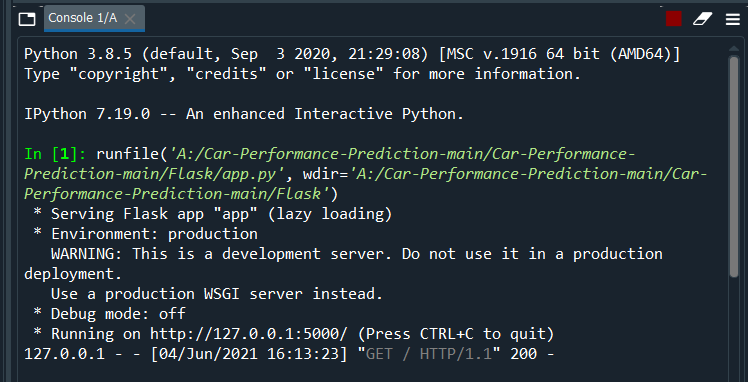 Console 1/A
Python 3.8.5 (default, Sep  3 2020, 21:29:08) [MSC v.1916 64 bit (AMD64)]
Type "copyright", "credits" or "license" for more information.
IPython 7.19.0 -- An enhanced Interactive Python.
In [1]: runfile('A:/Car-Performance-Prediction-main/Car-Performance-
Prediction-main/Flask/app.py', wdir='A:/Car-Performance-Prediction-main/Car-
Performance-Prediction-main/Flask')
 * Serving Flask app "app" (lazy loading)
 * Environment: production
   WARNING: This is a development server. Do not use it in a production
deployment.
   Use a production WSGI server instead.
 * Debug mode: off
 * Running on http://127.0.0.1:5000/ (Press CTRL+C to quit)
127.0.0.1 - - [04/Jun/2021 16:13:23] "GET / HTTP/1.1" 200 -